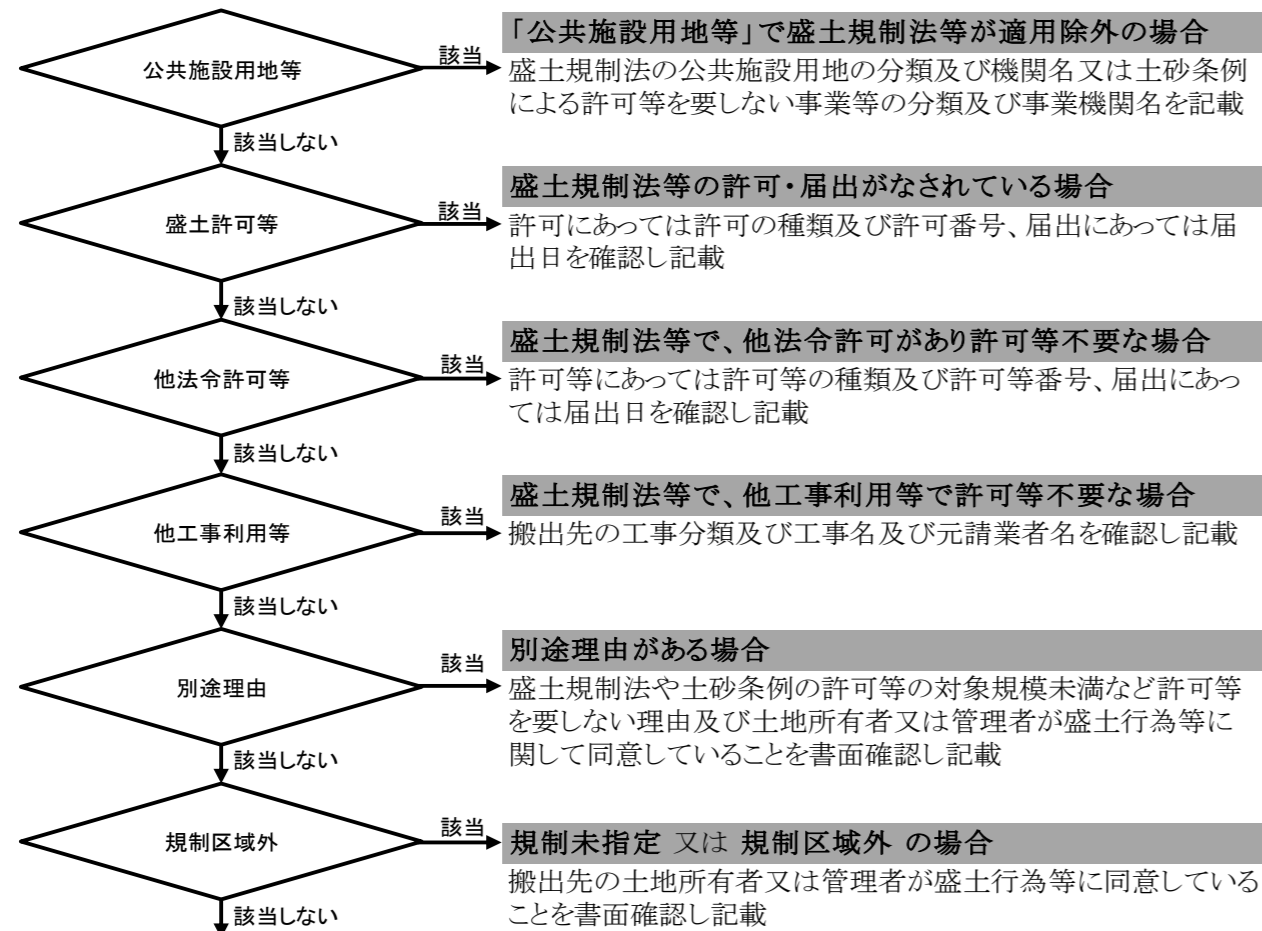 「公共施設用地等」で盛土規制法等が適用除外の場合
公共施設用地等
該当
盛土規制法の公共施設用地の分類及び機関名又は土砂条例
による許可等を要しない事業等の分類及び事業機関名を記載
該当しない
盛土規制法等の許可・届出がなされている場合
盛土許可等
該当
許可にあっては許可の種類及び許可番号、届出にあっては届
出日を確認し記載
該当しない
盛土規制法等で、他法令許可があり許可等不要な場合
他法令許可等
該当
許可等にあっては許可等の種類及び許可等番号、届出にあっ
ては届出日を確認し記載
該当しない
盛土規制法等で、他工事利用等で許可等不要な場合
他工事利用等
該当
搬出先の工事分類及び工事名及び元請業者名を確認し記載
該当しない
別途理由がある場合
別途理由
該当
盛土規制法や土砂条例の許可等の対象規模未満など許可等
を要しない理由及び土地所有者又は管理者が盛土行為等に
関して同意していることを書面確認し記載
該当しない
規制区域外
該当
規制未指定 又は 規制区域外 の場合
搬出先の土地所有者又は管理者が盛土行為等に同意している
ことを書面確認し記載
該当しない